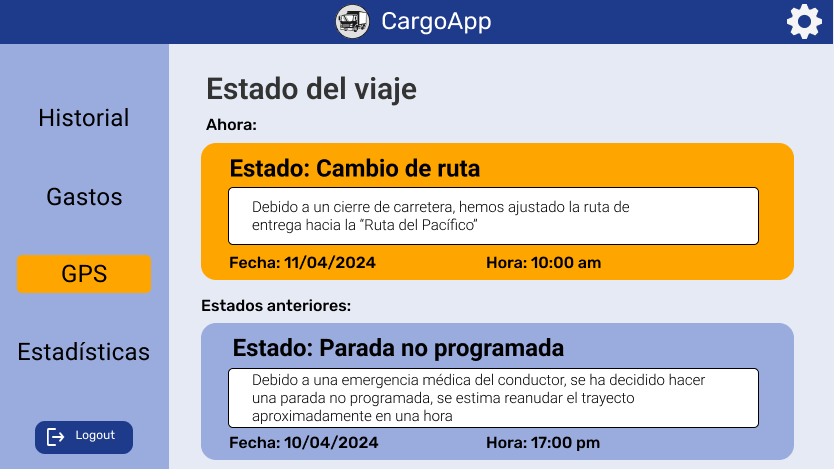 CargoApp
Historial
Gastos
GPS
Estadísticas
Logout
Estado del viaje
Ahora:
Estado: Cambio de ruta
Debido a un cierre de carretera, hemos ajustado la ruta de
entrega hacia la “Ruta del Pacífico”
Fecha: 11/04/2024 Hora: 10:00 am
Estados anteriores:
Estado: Parada no programada
Debido a una emergencia médica del conductor, se ha decidido hacer
una parada no programada, se estima reanudar el trayecto
aproximadamente en una hora
Fecha: 10/04/2024 Hora: 17:00 pm